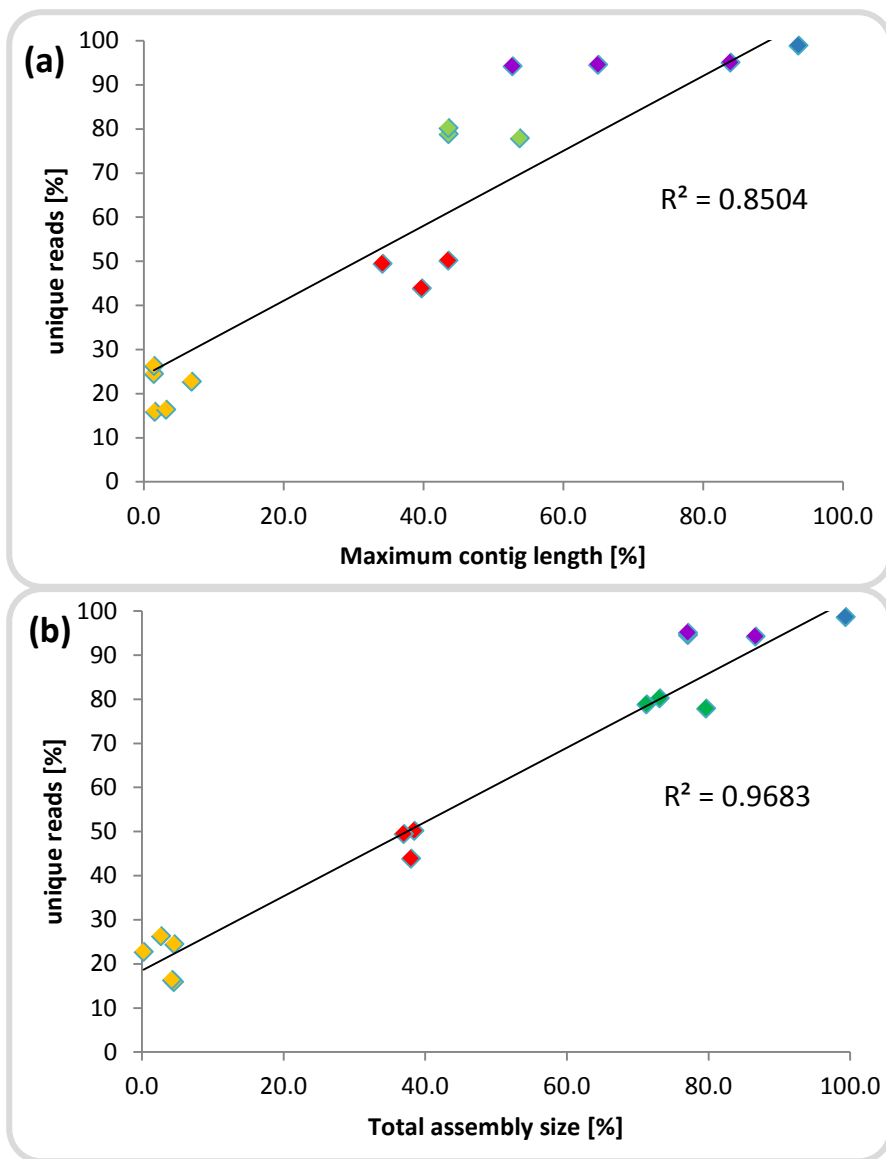 (a)
100
90
80
70
60
50
40
30
20
10
0
unique reads [%]
R² = 0.8504
0.0 20.0 40.0 60.0 80.0 100.0
Maximum contig length [%]
(b)
100
90
80
70
60
50
40
30
20
10
0
unique reads [%]
R² = 0.9683
0.0 20.0 40.0 60.0 80.0 100.0
Total assembly size [%]